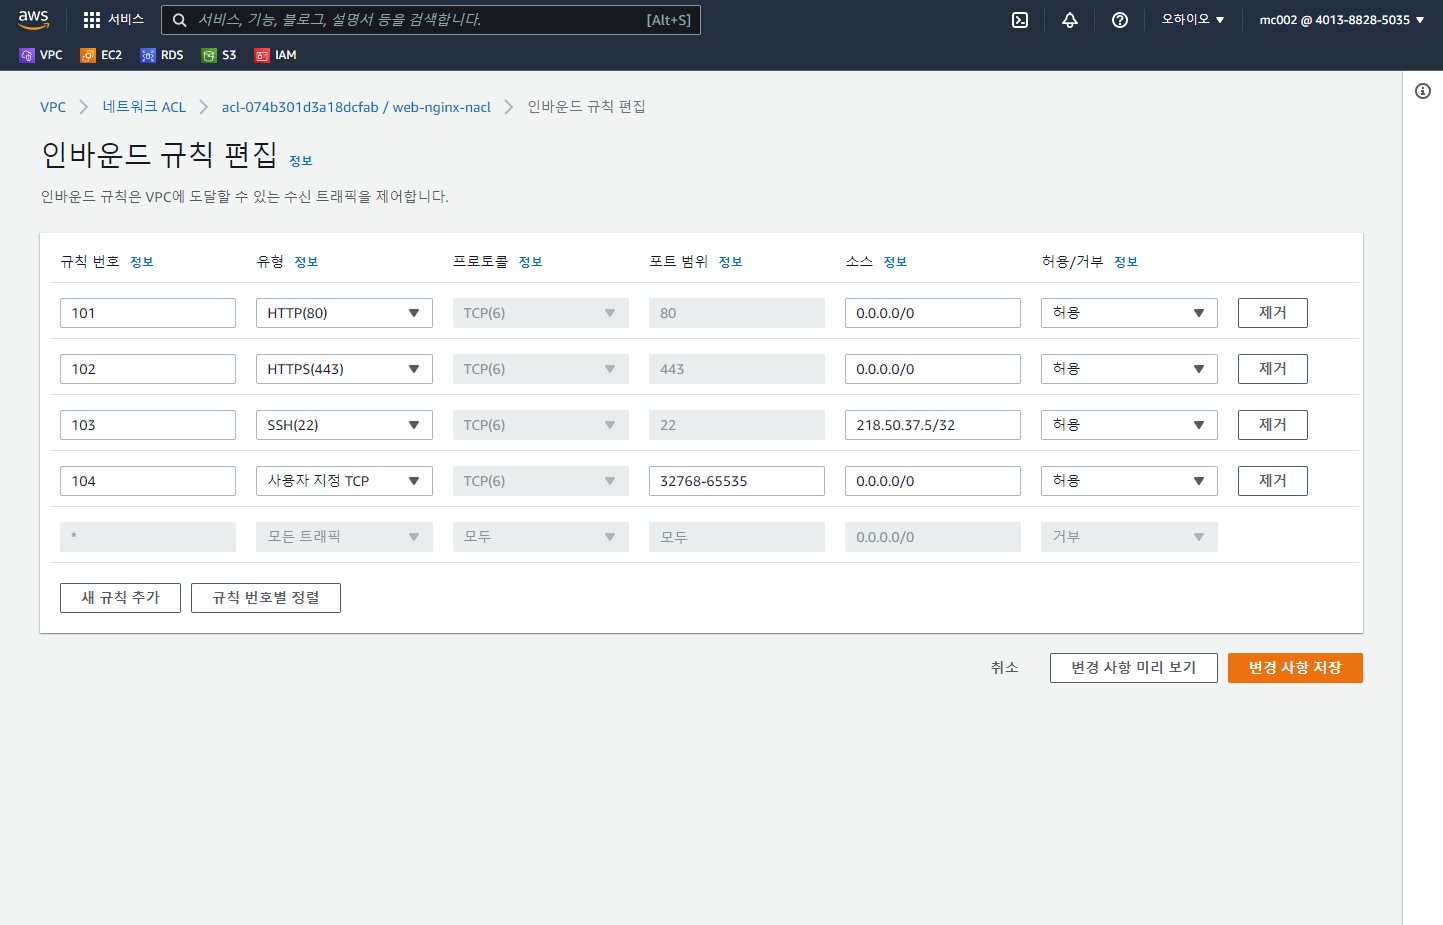 aws 서비스 서비스, 기능, 블로그, 설명서 등을 검색합니다. [Alt+S] 오하이오 ▼ mc002 @ 4013-8828-5035 ▼
VPC EC2 RDS S3 IAM
VPC > 네트워크 ACL > acl-074b301d3a18dcfab / web-nginx-nacl > 인바운드 규칙 편집
인바운드 규칙 편집 정보
인바운드 규칙은 VPC에 도달할 수 있는 수신 트래픽을 제어합니다.
규칙 번호 정보 유형 정보 프로토콜 정보 포트 범위 정보 소스 정보 허용/거부 정보
101 HTTP(80) TCP(6) 80 0.0.0.0/0 허용 제거
102 HTTPS(443) TCP(6) 443 0.0.0.0/0 허용 제거
103 SSH(22) TCP(6) 22 218.50.37.5/32 허용 제거
104 사용자 지정 TCP TCP(6) 32768-65535 0.0.0.0/0 허용 제거
* 모든 트래픽 모두 모두 0.0.0.0/0 거부
새 규칙 추가 규칙 번호별 정렬
취소 변경 사항 미리 보기 변경 사항 저장